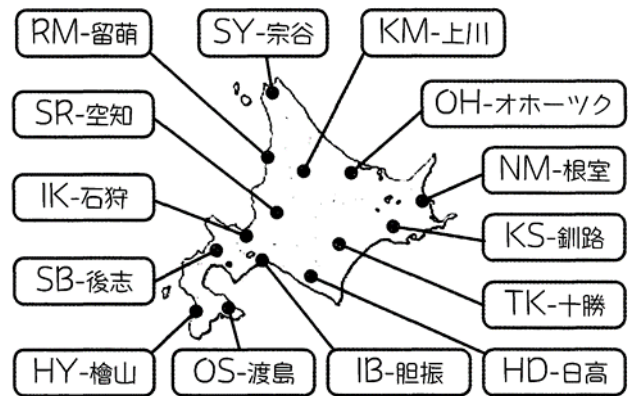 RM-留萌
SY-宗谷
KM-上川
SR-空知
OH-オホーツク
IK-石狩
NM-根室
SB-後志
KS-釧路
TK-十勝
HY-檜山
OS-渡島
IB-胆振
HD-日高